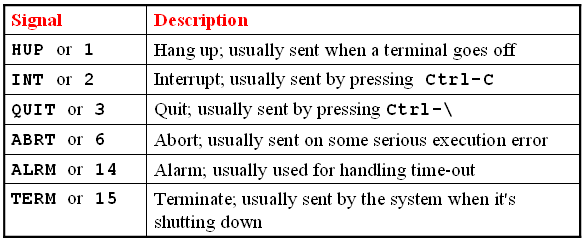 Signal Description
HUP or 1 Hang up; usually sent when a terminal goes off
INT or 2 Interrupt; usually sent by pressing Ctrl-C
QUIT or 3 Quit; usually sent by pressing Ctrl-\
ABRT or 6 Abort; usually sent on some serious execution error
ALRM or 14 Alarm; usually used for handling time-out
TERM or 15 Terminate; usually sent by the system when it's
shutting down